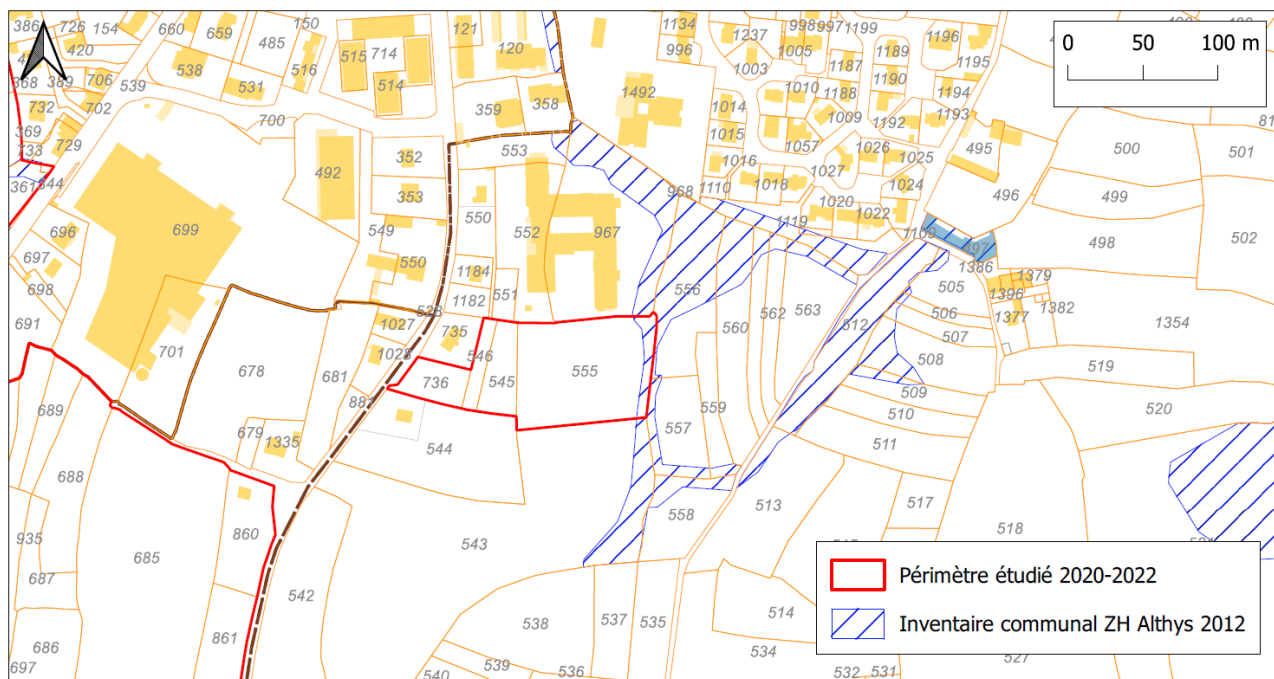 386 726 154 660 659 150 121 120 1134 1237 998 997 1199 1196
420 485 714 996 1005 1189 1195
538 516 515 1003 1187 1190
368 389 706 531 514 1492 1010 1188 1194
539 702 359 358 1014 1009 1193
732 700 1015 1192
369 729 553 1057 1026 495 500 501
733 492 352 1016 1027 1025
361 344 353 968 1110 1018 1024 496 499
550 1020 1022
696 699 549 552 967 1119 1109 497 498 502
697 550 1184 1386 1379
698 551 556 505 1396 1382
1182 562 563 506 1377
691 528 1027 735 560 512 507 1354
701 1028 546 508
678 681 736 545 555 519
689 559 509 520
679 1335 544 557 510
688 511
860 517
935 685 543 558 513 518
687
542
861 538 537 535 514
686 534
697 540 539 536 532 531 527
0 50 100 m
Périmètre étudié 2020-2022
Inventaire communal ZH Althys 2012